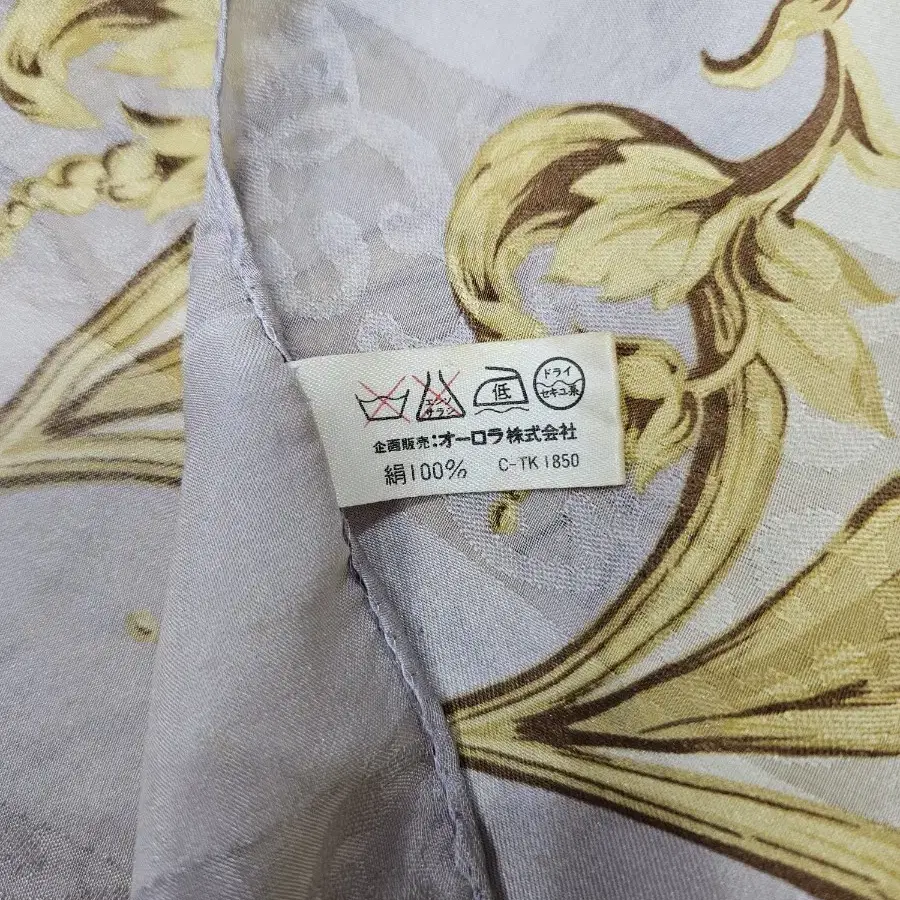 エンソ サラシ 低 ドライ セキユ系
企画販売:オーロラ株式会社
絹100% C-TK1850